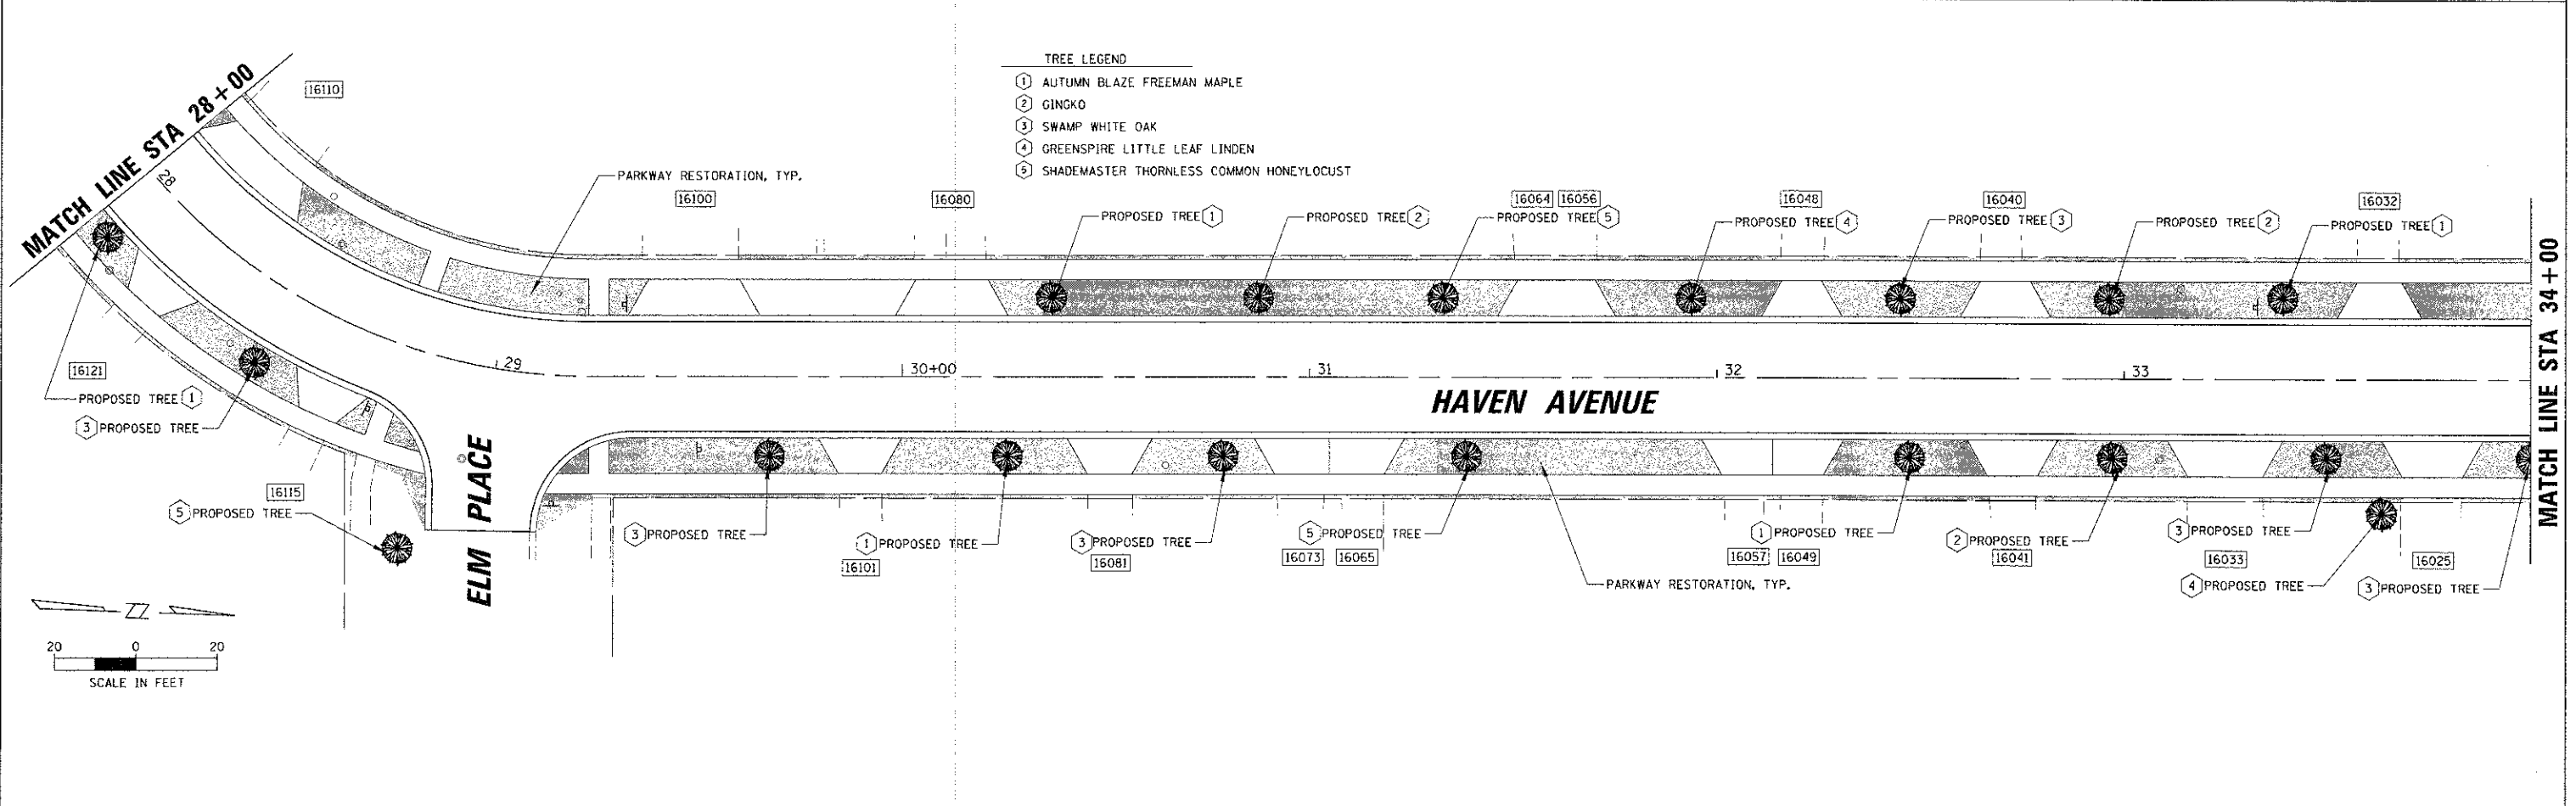 TREE LEGEND
1 AUTUMN BLAZE FREEMAN MAPLE
2 GINGKO
3 SWAMP WHITE OAK
4 GREENSPIRE LITTLE LEAF LINDEN
5 SHADEMASTER THORNLESS COMMON HONEYLOCUST
MATCH LINE STA 28+00
16110
28
PARKWAY RESTORATION, TYP.
16100
16080
16064 16056
16048
16040
16032
PROPOSED TREE 1
PROPOSED TREE 2
PROPOSED TREE 5
PROPOSED TREE 4
PROPOSED TREE 3
PROPOSED TREE 2
PROPOSED TREE 1
MATCH LINE STA 34+00
29
30+00
31
32
33
HAVEN AVENUE
16121
PROPOSED TREE 1
3 PROPOSED TREE
16115
5 PROPOSED TREE
ELM PLACE
3 PROPOSED TREE
1 PROPOSED TREE
16101
3 PROPOSED TREE
16081
5 PROPOSED TREE
16073 16065
1 PROPOSED TREE
16057 16049
2 PROPOSED TREE
16041
3 PROPOSED TREE
16033
16025
PARKWAY RESTORATION, TYP.
4 PROPOSED TREE
3 PROPOSED TREE
20 0 20
SCALE IN FEET